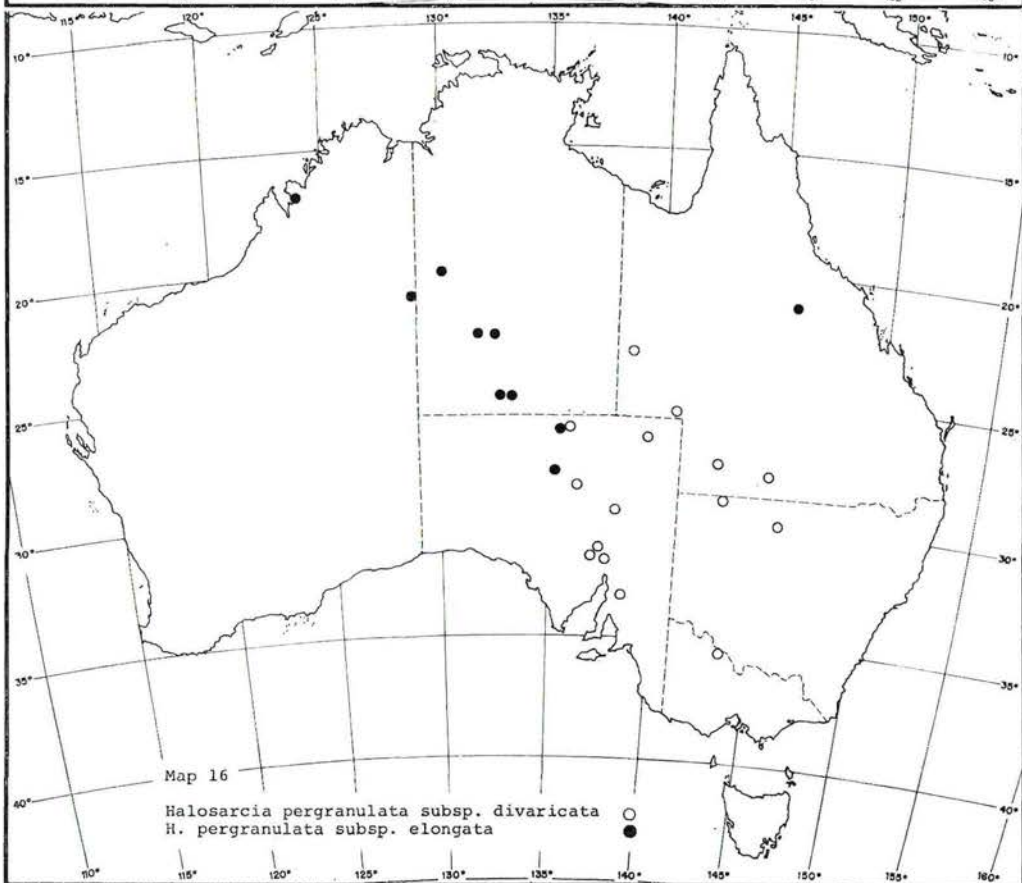 115° 120° 125° 130° 135° 140° 145° 150°
10° 10°
15° 15°
20° 20°
25° 25°
30° 30°
35° 35°
40° 40°
Map 16
Halosarcia pergranulata subsp. divaricata
H. pergranulata subsp. elongata
110° 115° 120° 125° 130° 135° 140° 145° 150° 155° 160°